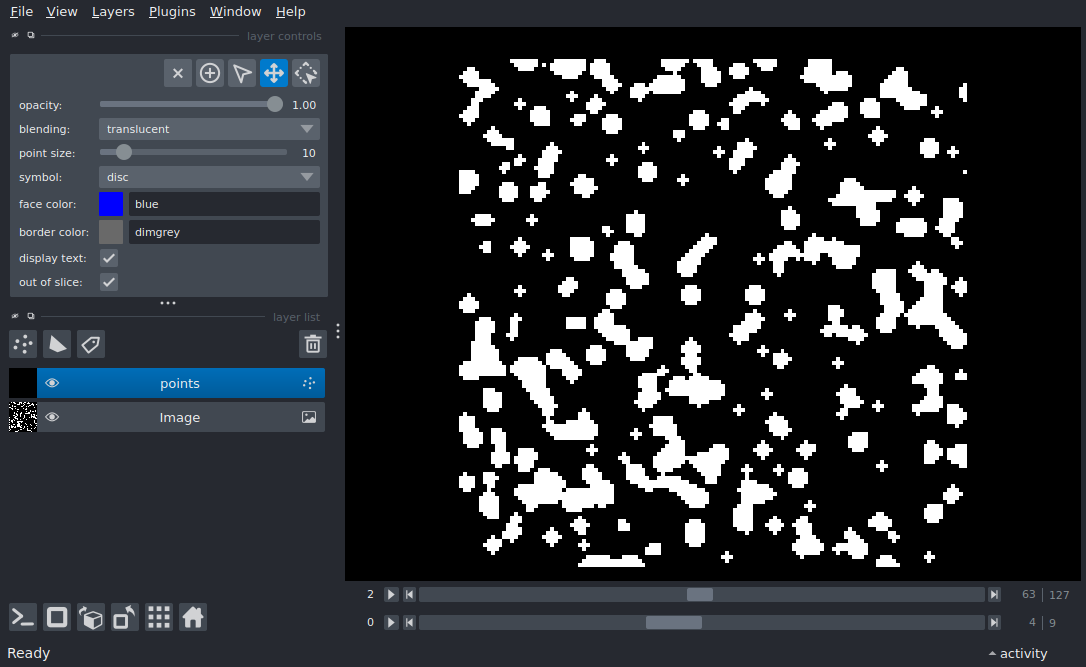 File View Layers Plugins Window Help
layer controls
opacity: 1.00
blending: translucent
point size: 10
symbol: disc
face color: blue
border color: dimgrey
display text:
out of slice:
layer list
points
Image
2 63 127
0 4 9
Ready activity